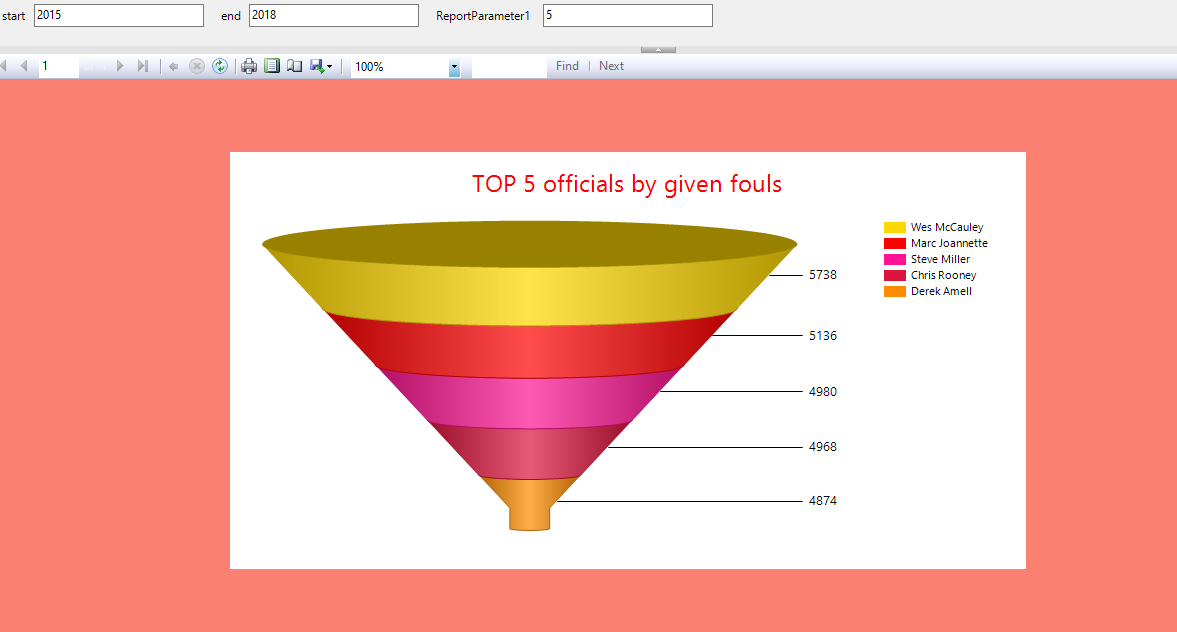 start 2015 end 2018 ReportParameter1 5
1 100% Find | Next
TOP 5 officials by given fouls
Wes McCauley
Marc Joannette
Steve Miller
Chris Rooney
Derek Amell
5738
5136
4980
4968
4874